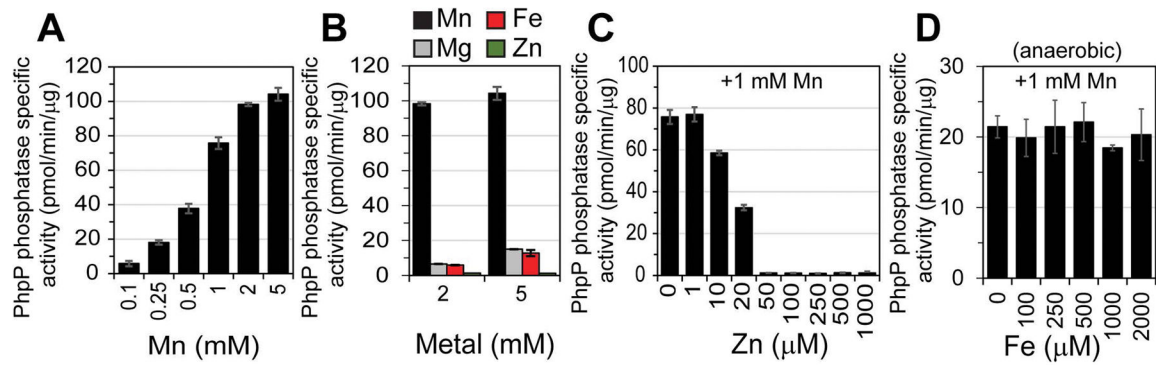 A
PhpP phosphatase specific
activity (pmol/min/μg)
120
100
80
60
40
20
0
0.1
0.25
0.5
1
2
5
Mn (mM)
B
Mn
Fe
Mg
Zn
PhpP phosphatase specific
activity (pmol/min/μg)
120
100
80
60
40
20
0
2
5
Metal (mM)
C
+1 mM Mn
PhpP phosphatase specific
activity (pmol/min/μg)
100
80
60
40
20
0
0
1
10
20
50
100
250
500
1000
Zn (μM)
D
(anaerobic)
+1 mM Mn
PhpP phosphatase specific
activity (pmol/min/μg)
30
20
10
0
0
100
250
500
1000
2000
Fe (μM)